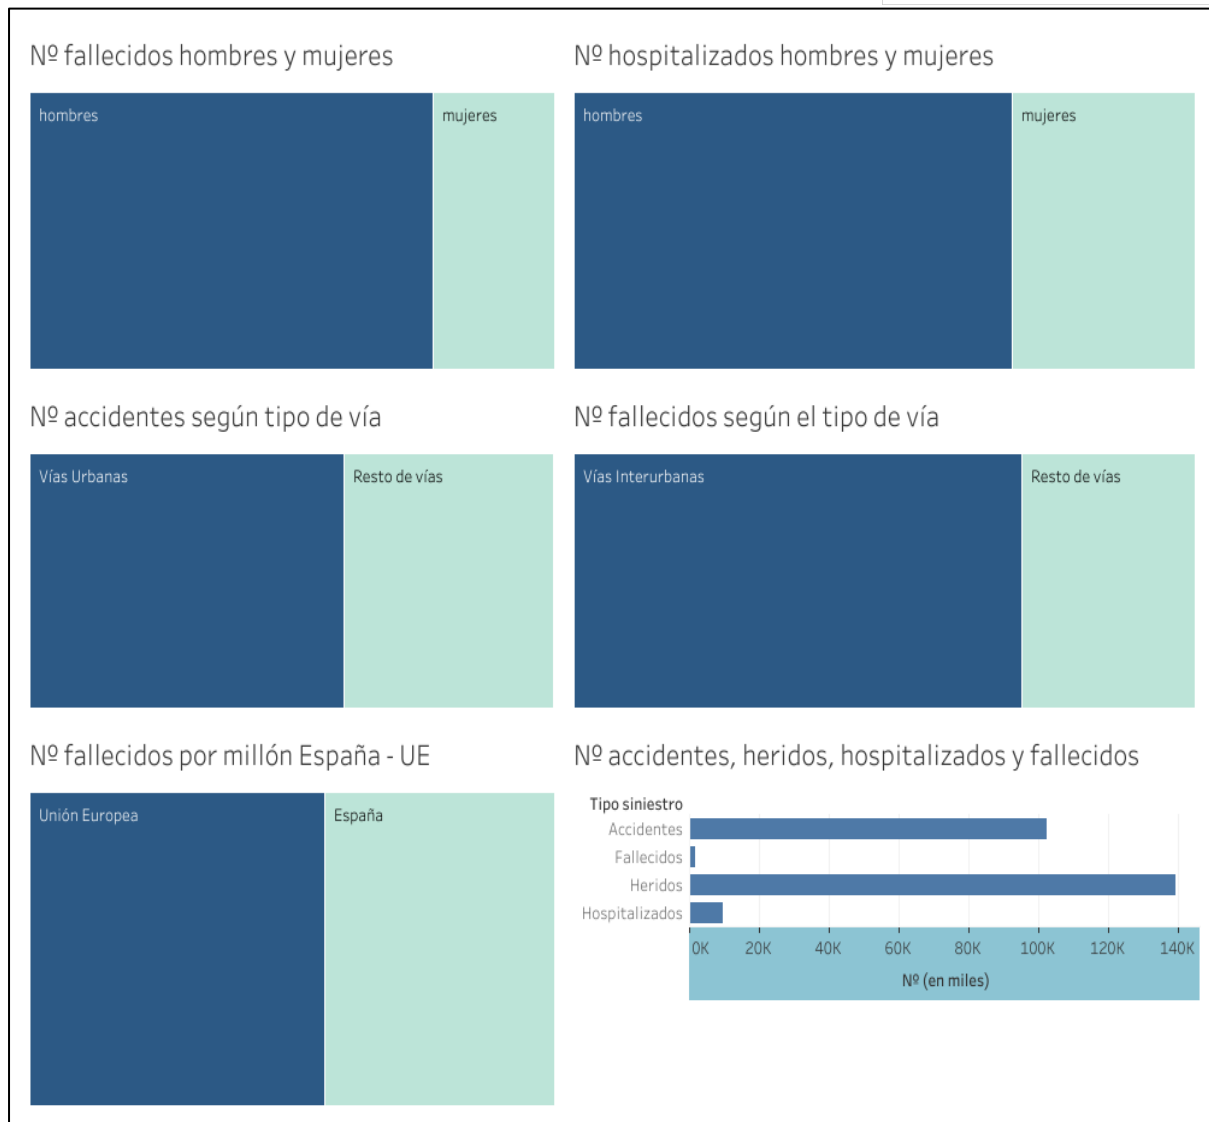 Nº fallecidos hombres y mujeres
hombres
mujeres
Nº hospitalizados hombres y mujeres
hombres
mujeres
Nº accidentes según tipo de vía
Vías Urbanas
Resto de vías
Nº fallecidos según el tipo de vía
Vías Interurbanas
Resto de vías
Nº fallecidos por millón España - UE
Unión Europea
España
Nº accidentes, heridos, hospitalizados y fallecidos
Tipo siniestro
Accidentes
Fallecidos
Heridos
Hospitalizados
0K 20K 40K 60K 80K 100K 120K 140K
Nº (en miles)